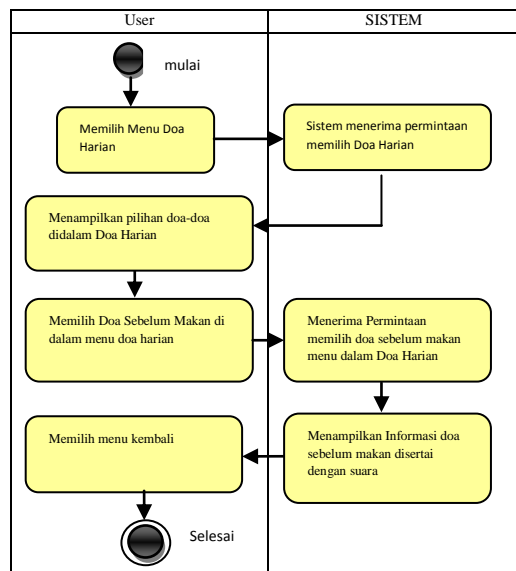 User
SISTEM
mulai
Memilih Menu Doa
Harian
Sistem menerima permintaan
memilih Doa Harian
Menampilkan pilihan doa-doa
didalam Doa Harian
Memilih Doa Sebelum Makan di
dalam menu doa harian
Menerima Permintaan
memilih doa sebelum makan
menu dalam Doa Harian
Menampilkan Informasi doa
sebelum makan disertai
dengan suara
Memilih menu kembali
Selesai